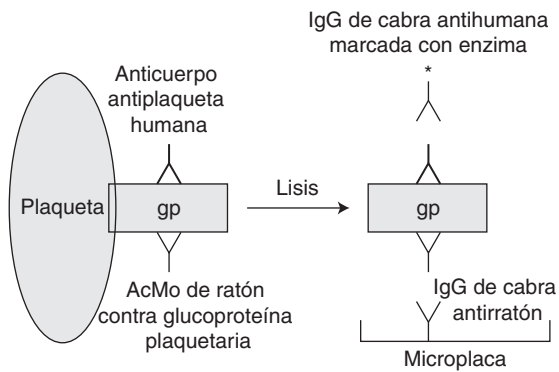 IgG de cabra antihumana
marcada con enzima
*
Anticuerpo
antiplaqueta
humana
Plaqueta
gp
Lisis
gp
AcMo de ratón
contra glucoproteína
plaquetaria
IgG de cabra
antirratón
Microplaca